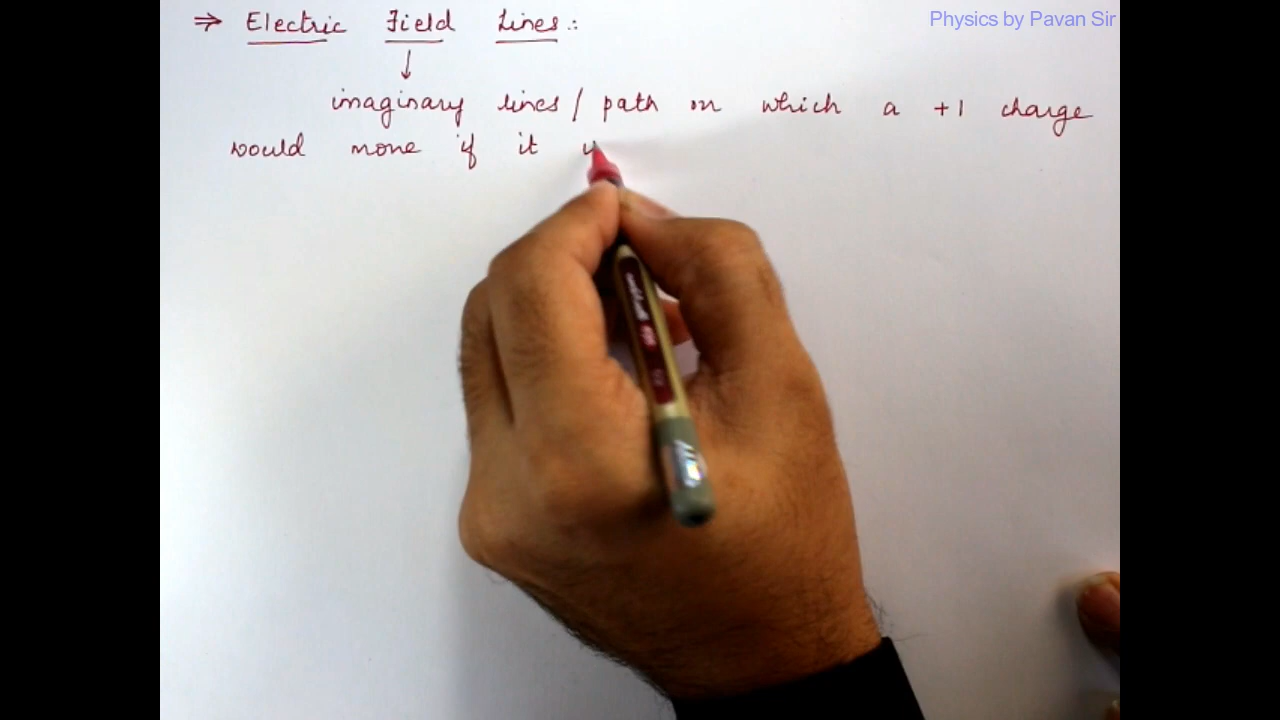 Physics by Pavan Sir
⇒ Electric Field Lines :
↓
imaginary lines / path on which a +1 charge
would move if it